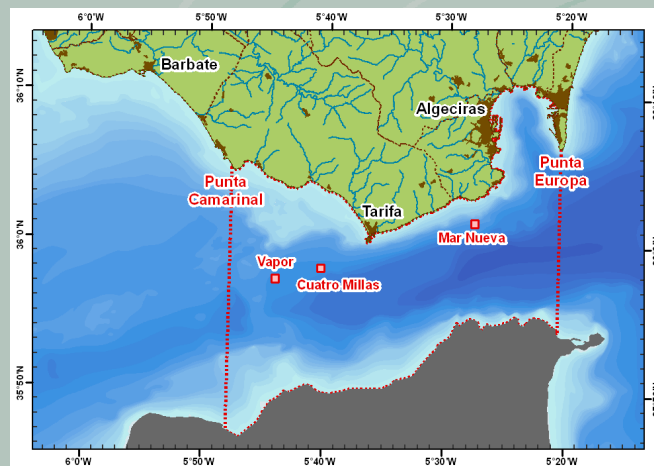 6°0'W 5°50'W 5°40'W 5°30'W 5°20'W
36°10'N
Barbate
Algeciras
Punta
Camarinal
Punta
Europa
Tarifa
36°0'N
Mar Nueva
Vapor
Cuatro Millas
35°50'N
6°0'W 5°50'W 5°40'W 5°30'W 5°20'W